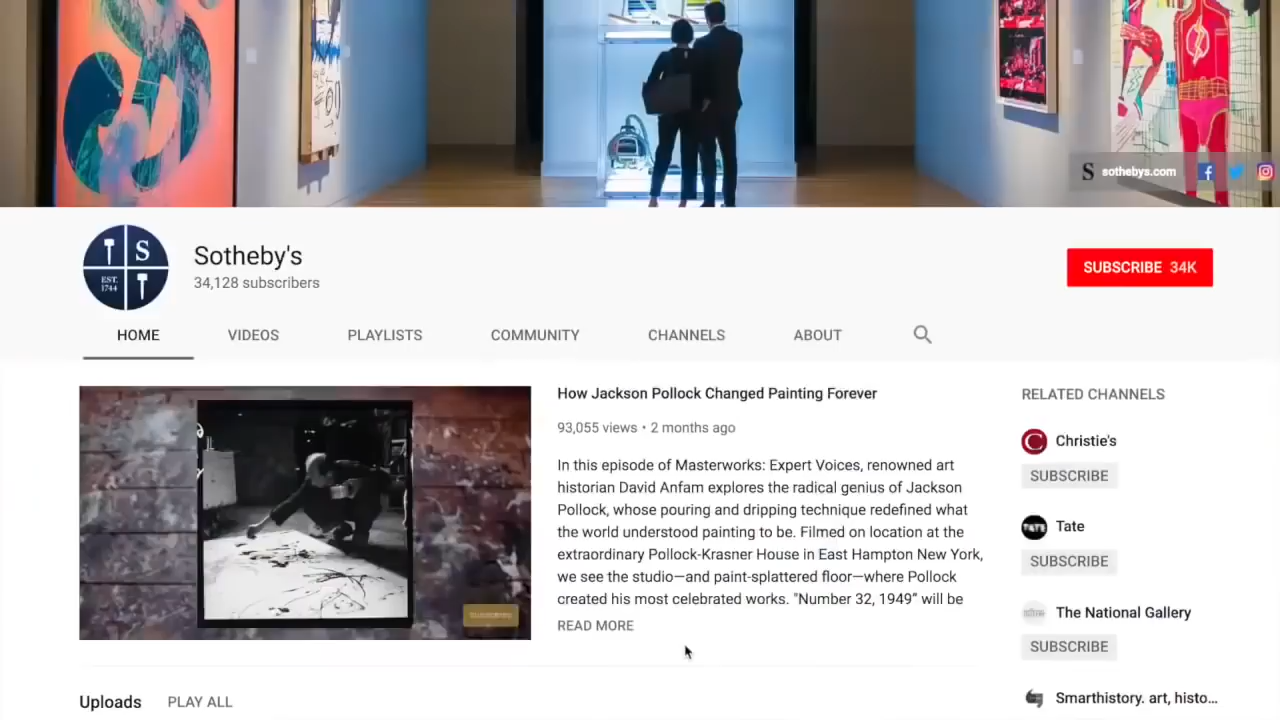 S sothebys.com
T S
EST. 1744 T
Sotheby's
34,128 subscribers
SUBSCRIBE 34K
HOME VIDEOS PLAYLISTS COMMUNITY CHANNELS ABOUT
How Jackson Pollock Changed Painting Forever
93,055 views • 2 months ago
In this episode of Masterworks: Expert Voices, renowned art
historian David Anfam explores the radical genius of Jackson
Pollock, whose pouring and dripping technique redefined what
the world understood painting to be. Filmed on location at the
extraordinary Pollock-Krasner House in East Hampton New York,
we see the studio—and paint-splattered floor—where Pollock
created his most celebrated works. "Number 32, 1949” will be
READ MORE
RELATED CHANNELS
C Christie's
SUBSCRIBE
TATE Tate
SUBSCRIBE
The National Gallery
SUBSCRIBE
Smarthistory. art, histo...
Uploads PLAY ALL